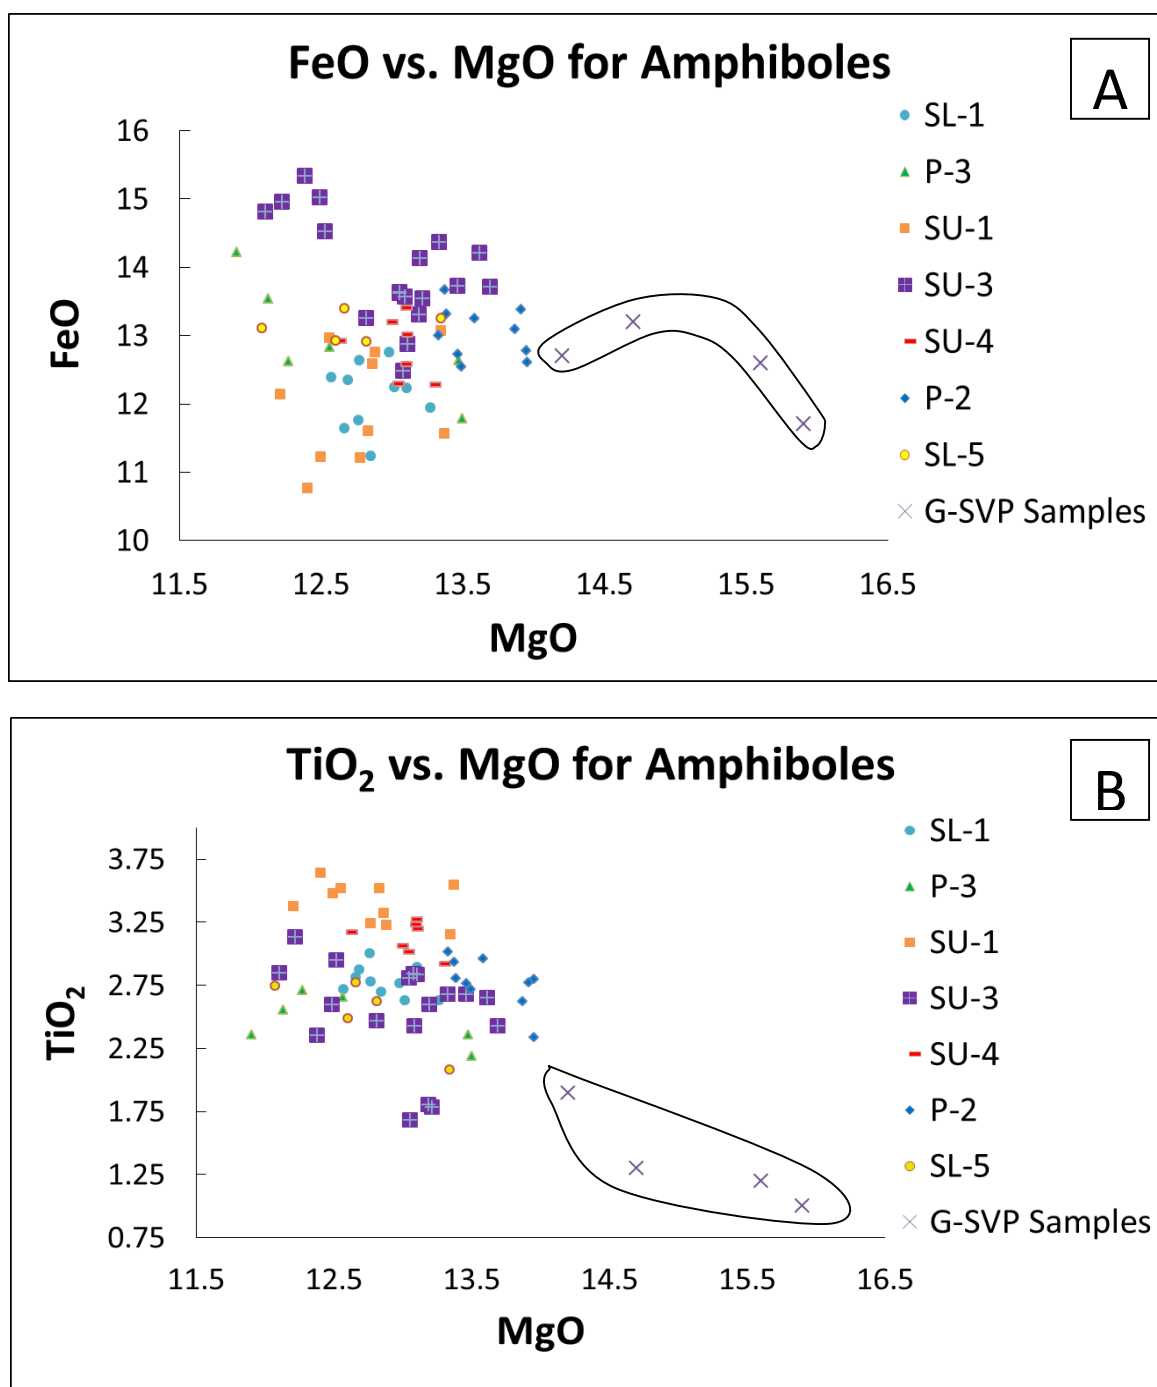 FeO vs. MgO for Amphiboles
A
FeO
16
15
14
13
12
11
10
11.5 12.5 13.5 14.5 15.5 16.5
MgO
SL-1
P-3
SU-1
SU-3
SU-4
P-2
SL-5
G-SVP Samples
TiO₂ vs. MgO for Amphiboles
B
TiO₂
3.75
3.25
2.75
2.25
1.75
1.25
0.75
11.5 12.5 13.5 14.5 15.5 16.5
MgO
SL-1
P-3
SU-1
SU-3
SU-4
P-2
SL-5
G-SVP Samples